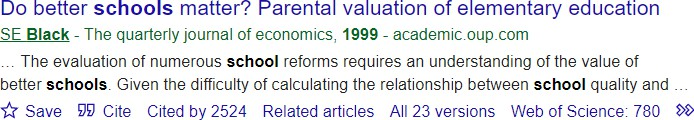 Do better schools matter? Parental valuation of elementary education
SE Black - The quarterly journal of economics, 1999 - academic.oup.com
… The evaluation of numerous school reforms requires an understanding of the value of
better schools. Given the difficulty of calculating the relationship between school quality and …
Save Cite Cited by 2524 Related articles All 23 versions Web of Science: 780